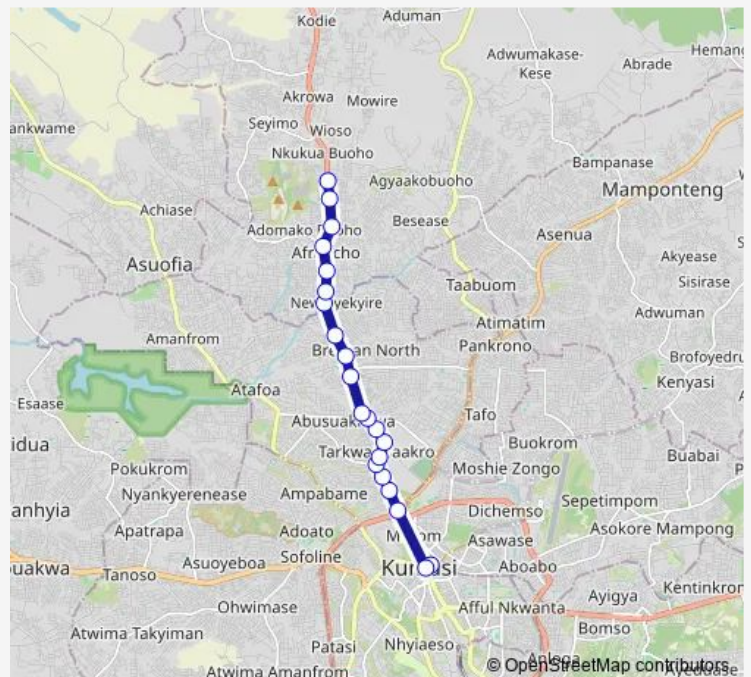 Kodie
Aduman
Adwumakase-
Kese
Hemang
Abrade
Akrowa
Mowire
ankwame
Seyimo
Wioso
Nkukua Buoho
Bampanase
Agyaakobuoho
Mamponteng
Achiase
Besease
Adomako
Asenua
Asuofia
Akyease
Taabuom
Sisirase
Adwuman
Atimatim
Amanfrom
North
Pankrono
Brofoyedru
Kenyasi
Atafoa
Esaase
Tafo
idua
Buokrom
Buabai
Pokukrom
Moshie Zongo
Nyankyerenease
Ampabame
Sepetimpom
anhyia
Dichemso
Apatrapa
Adoato
Asokore Mampong
Asawase
Sofoline
ouakwa
Asuoyeboa
Aboabo
Tanoso
Kentinkron
Ohwimase
Ayigya
Afful Nkwanta
Bomso
Atwima Takyiman
Patasi
Nhyiaeso
Atwima Amanfrom
© OpenStreetMap contributors